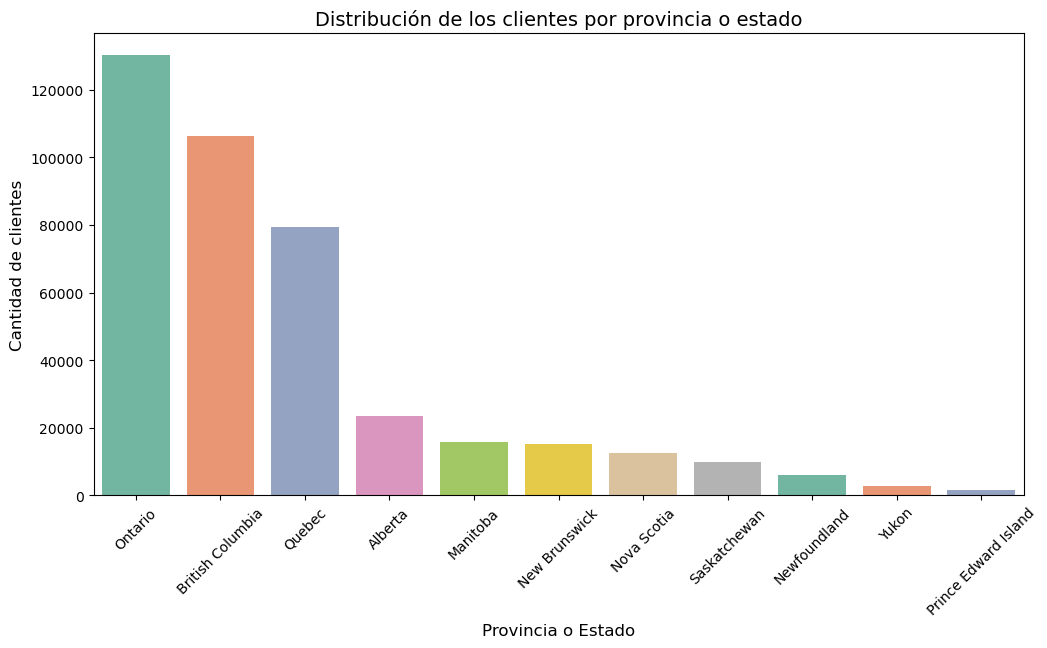 Distribución de los clientes por provincia o estado
Cantidad de clientes
120000
100000
80000
60000
40000
20000
0
Ontario
British Columbia
Quebec
Alberta
Manitoba
New Brunswick
Nova Scotia
Saskatchewan
Newfoundland
Yukon
Prince Edward Island
Provincia o Estado